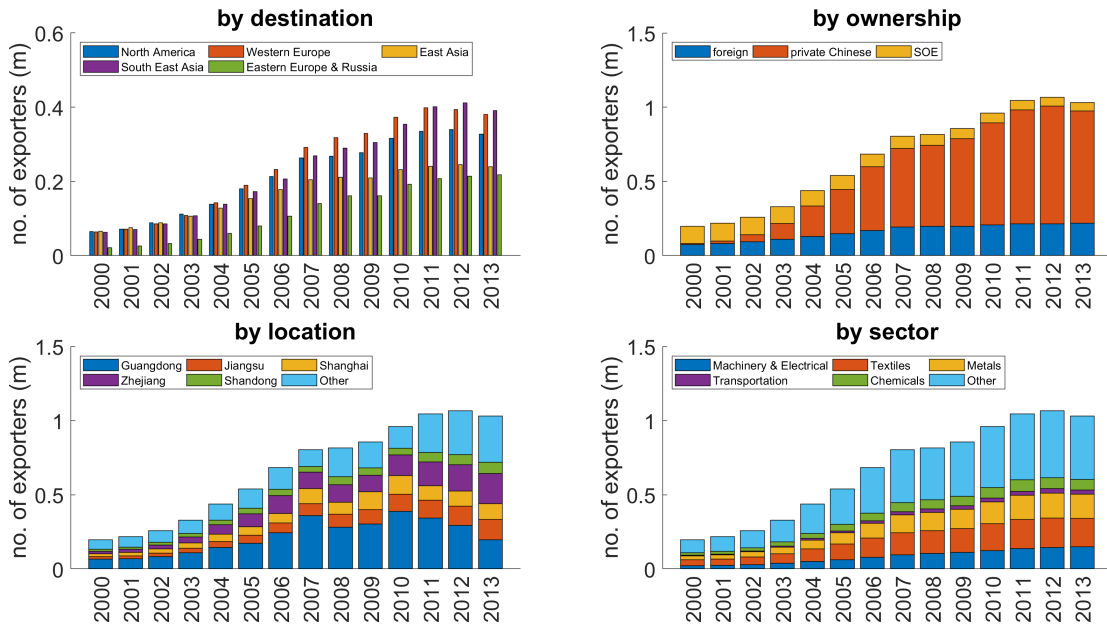 by destination
no. of exporters (m)
0.6
0.4
0.2
0
North America Western Europe East Asia
South East Asia Eastern Europe & Russia
2000 2001 2002 2003 2004 2005 2006 2007 2008 2009 2010 2011 2012 2013
by ownership
no. of exporters (m)
1.5
1
0.5
0
foreign private Chinese SOE
2000 2001 2002 2003 2004 2005 2006 2007 2008 2009 2010 2011 2012 2013
by location
no. of exporters (m)
1.5
1
0.5
0
Guangdong Jiangsu Shanghai
Zhejiang Shandong Other
2000 2001 2002 2003 2004 2005 2006 2007 2008 2009 2010 2011 2012 2013
by sector
no. of exporters (m)
1.5
1
0.5
0
Machinery & Electrical Textiles Metals
Transportation Chemicals Other
2000 2001 2002 2003 2004 2005 2006 2007 2008 2009 2010 2011 2012 2013